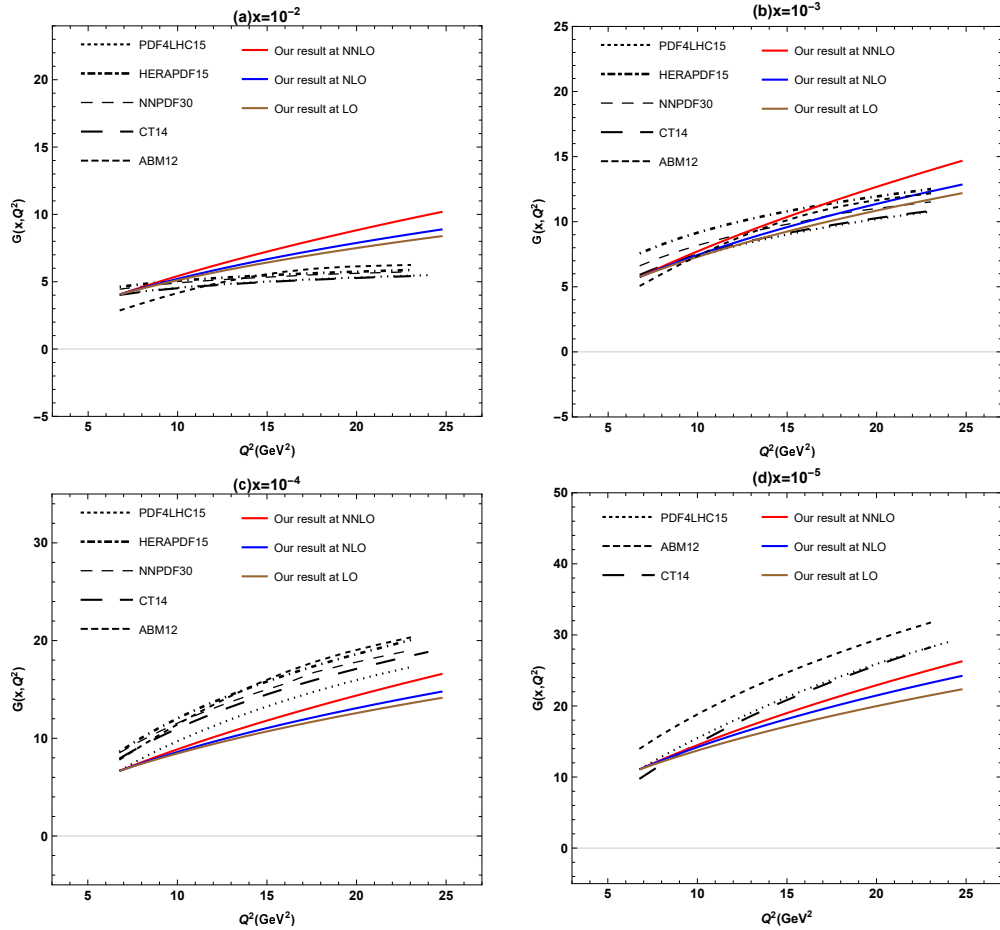 (a)x=10⁻²
PDF4LHC15
HERAPDF15
NNPDF30
CT14
ABM12
Our result at NNLO
Our result at NLO
Our result at LO
20
15
10
5
0
−5
G(x,Q²)
5 10 15 20 25
Q²(GeV²)
(b)x=10⁻³
PDF4LHC15
HERAPDF15
NNPDF30
CT14
ABM12
Our result at NNLO
Our result at NLO
Our result at LO
25
20
15
10
5
0
−5
G(x,Q²)
5 10 15 20 25
Q²(GeV²)
(c)x=10⁻⁴
PDF4LHC15
HERAPDF15
NNPDF30
CT14
ABM12
Our result at NNLO
Our result at NLO
Our result at LO
30
20
10
0
G(x,Q²)
5 10 15 20 25
Q²(GeV²)
(d)x=10⁻⁵
PDF4LHC15
ABM12
CT14
Our result at NNLO
Our result at NLO
Our result at LO
50
40
30
20
10
0
G(x,Q²)
5 10 15 20 25
Q²(GeV²